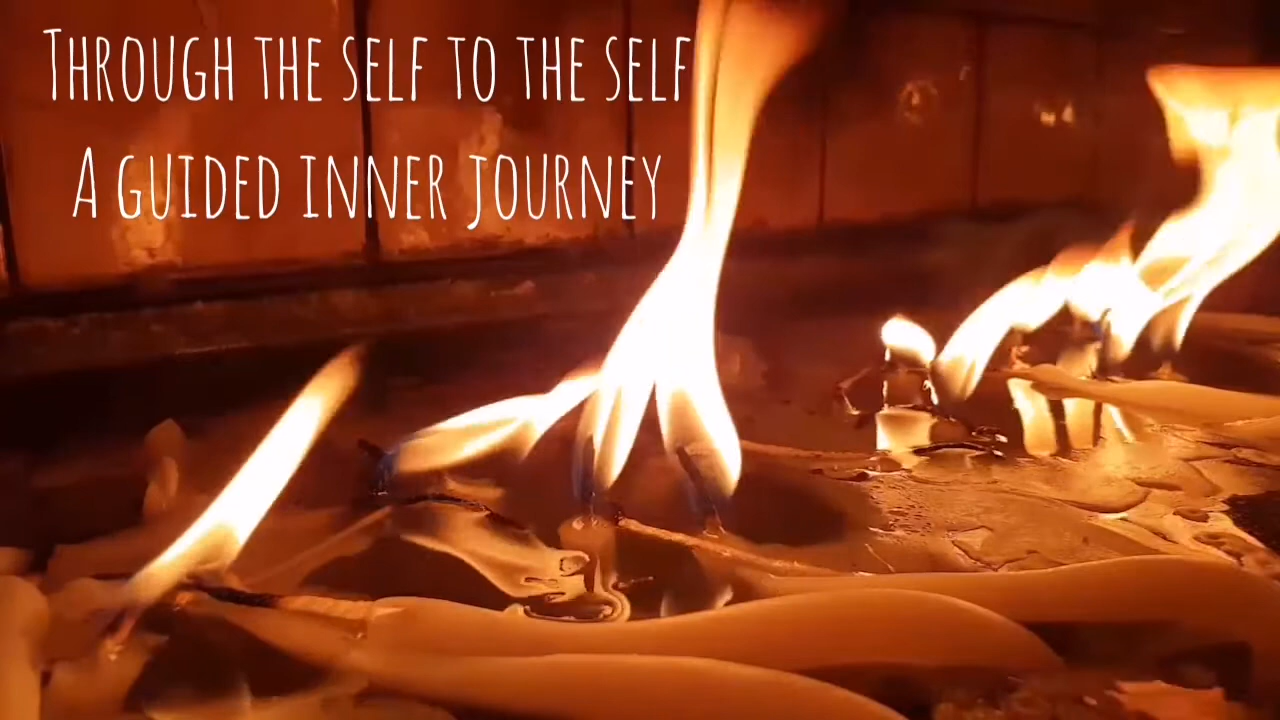 Through the self to the self
A guided inner journey